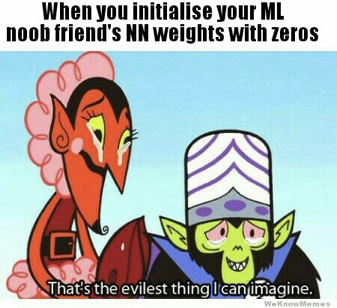 When you initialise your ML
noob friend's NN weights with zeros
That's the evilest thing I can imagine.
WeKnowMemes